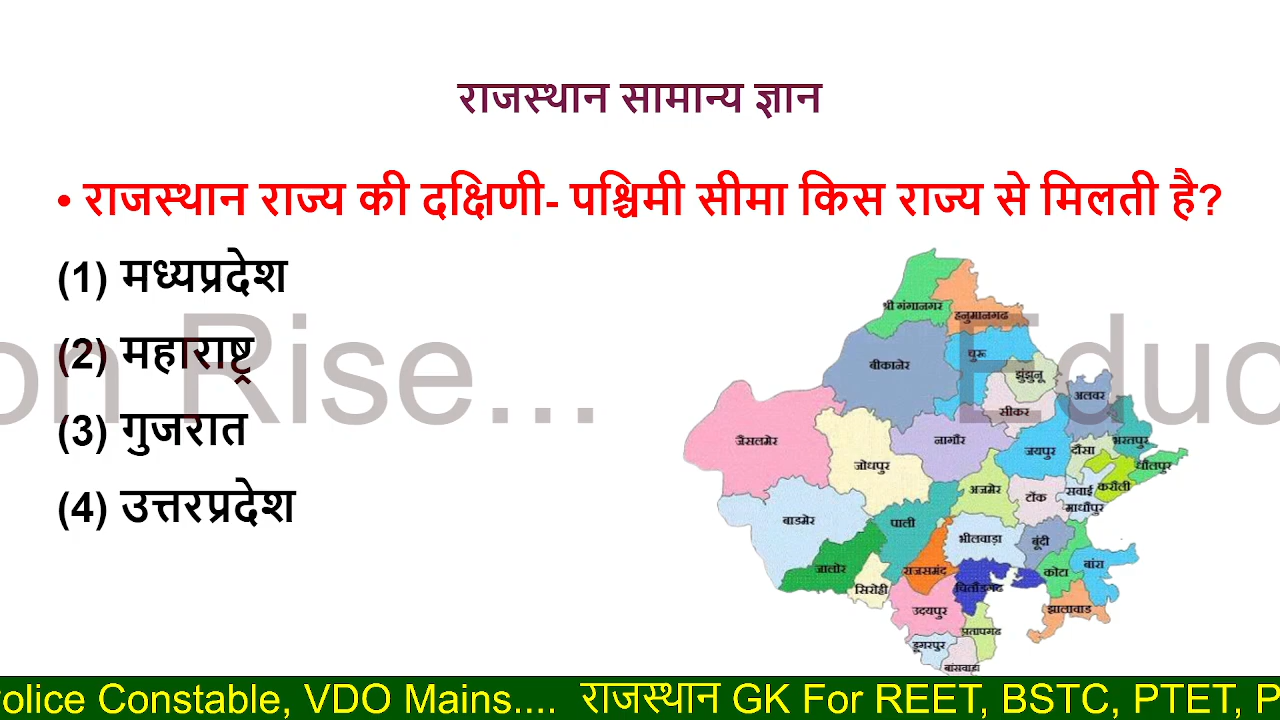 राजस्थान सामान्य ज्ञान
• राजस्थान राज्य की दक्षिणी- पश्चिमी सीमा किस राज्य से मिलती है?
(1) मध्यप्रदेश
(2) महाराष्ट्र
(3) गुजरात
(4) उत्तरप्रदेश
on Rise... Educ
श्री गंगानगर
हनुमानगढ
चुरू
बीकानेर
झुंझुनू
अलवर
सीकर
जैसलमेर
नागौर
जयपुर
दौसा
भरतपुर
जोधपुर
धौलपुर
अजमेर
टोंक
सवाई माधौपुर
करौली
बाडमेर
पाली
भीलवाड़ा
बूंदी
जालोर
राजसमंद
कोटा
बांरा
सिरोही
चितौडगढ
उदयपुर
झालावाड
प्रतापगढ
डूगरपुर
बांसवाडा
olice Constable, VDO Mains.... राजस्थान GK For REET, BSTC, PTET, P